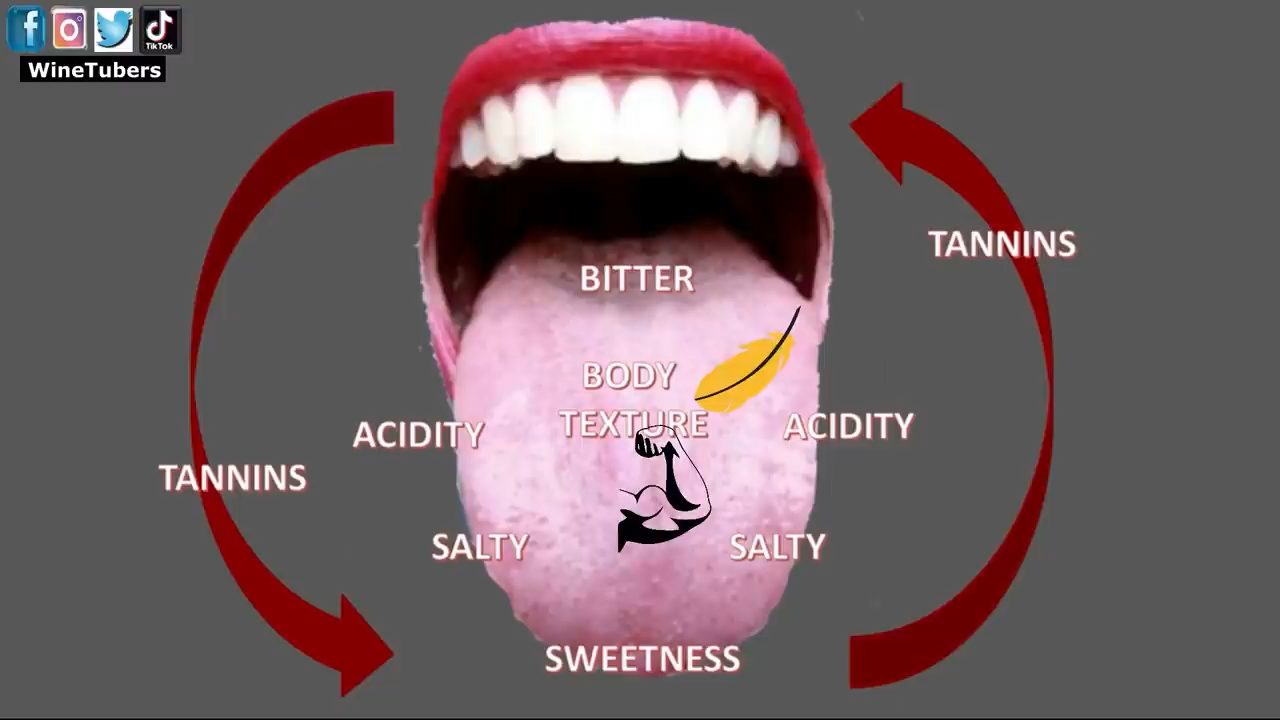 TikTok
WineTubers
TANNINS
BITTER
BODY
TEXTURE
ACIDITY
ACIDITY
TANNINS
SALTY
SALTY
SWEETNESS